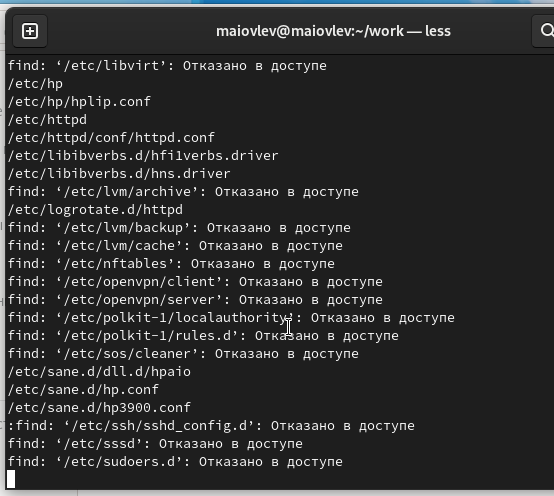 maiovlev@maiovlev:~/work — less
find: ‘/etc/libvirt’: Отказано в доступе
/etc/hp
/etc/hp/hplip.conf
/etc/httpd
/etc/httpd/conf/httpd.conf
/etc/libibverbs.d/hfi1verbs.driver
/etc/libibverbs.d/hns.driver
find: ‘/etc/lvm/archive’: Отказано в доступе
/etc/logrotate.d/httpd
find: ‘/etc/lvm/backup’: Отказано в доступе
find: ‘/etc/lvm/cache’: Отказано в доступе
find: ‘/etc/nftables’: Отказано в доступе
find: ‘/etc/openvpn/client’: Отказано в доступе
find: ‘/etc/openvpn/server’: Отказано в доступе
find: ‘/etc/polkit-1/localauthority’: Отказано в доступе
find: ‘/etc/polkit-1/rules.d’: Отказано в доступе
find: ‘/etc/sos/cleaner’: Отказано в доступе
/etc/sane.d/dll.d/hpaio
/etc/sane.d/hp.conf
/etc/sane.d/hp3900.conf
:find: ‘/etc/ssh/sshd_config.d’: Отказано в доступе
find: ‘/etc/sssd’: Отказано в доступе
find: ‘/etc/sudoers.d’: Отказано в доступе